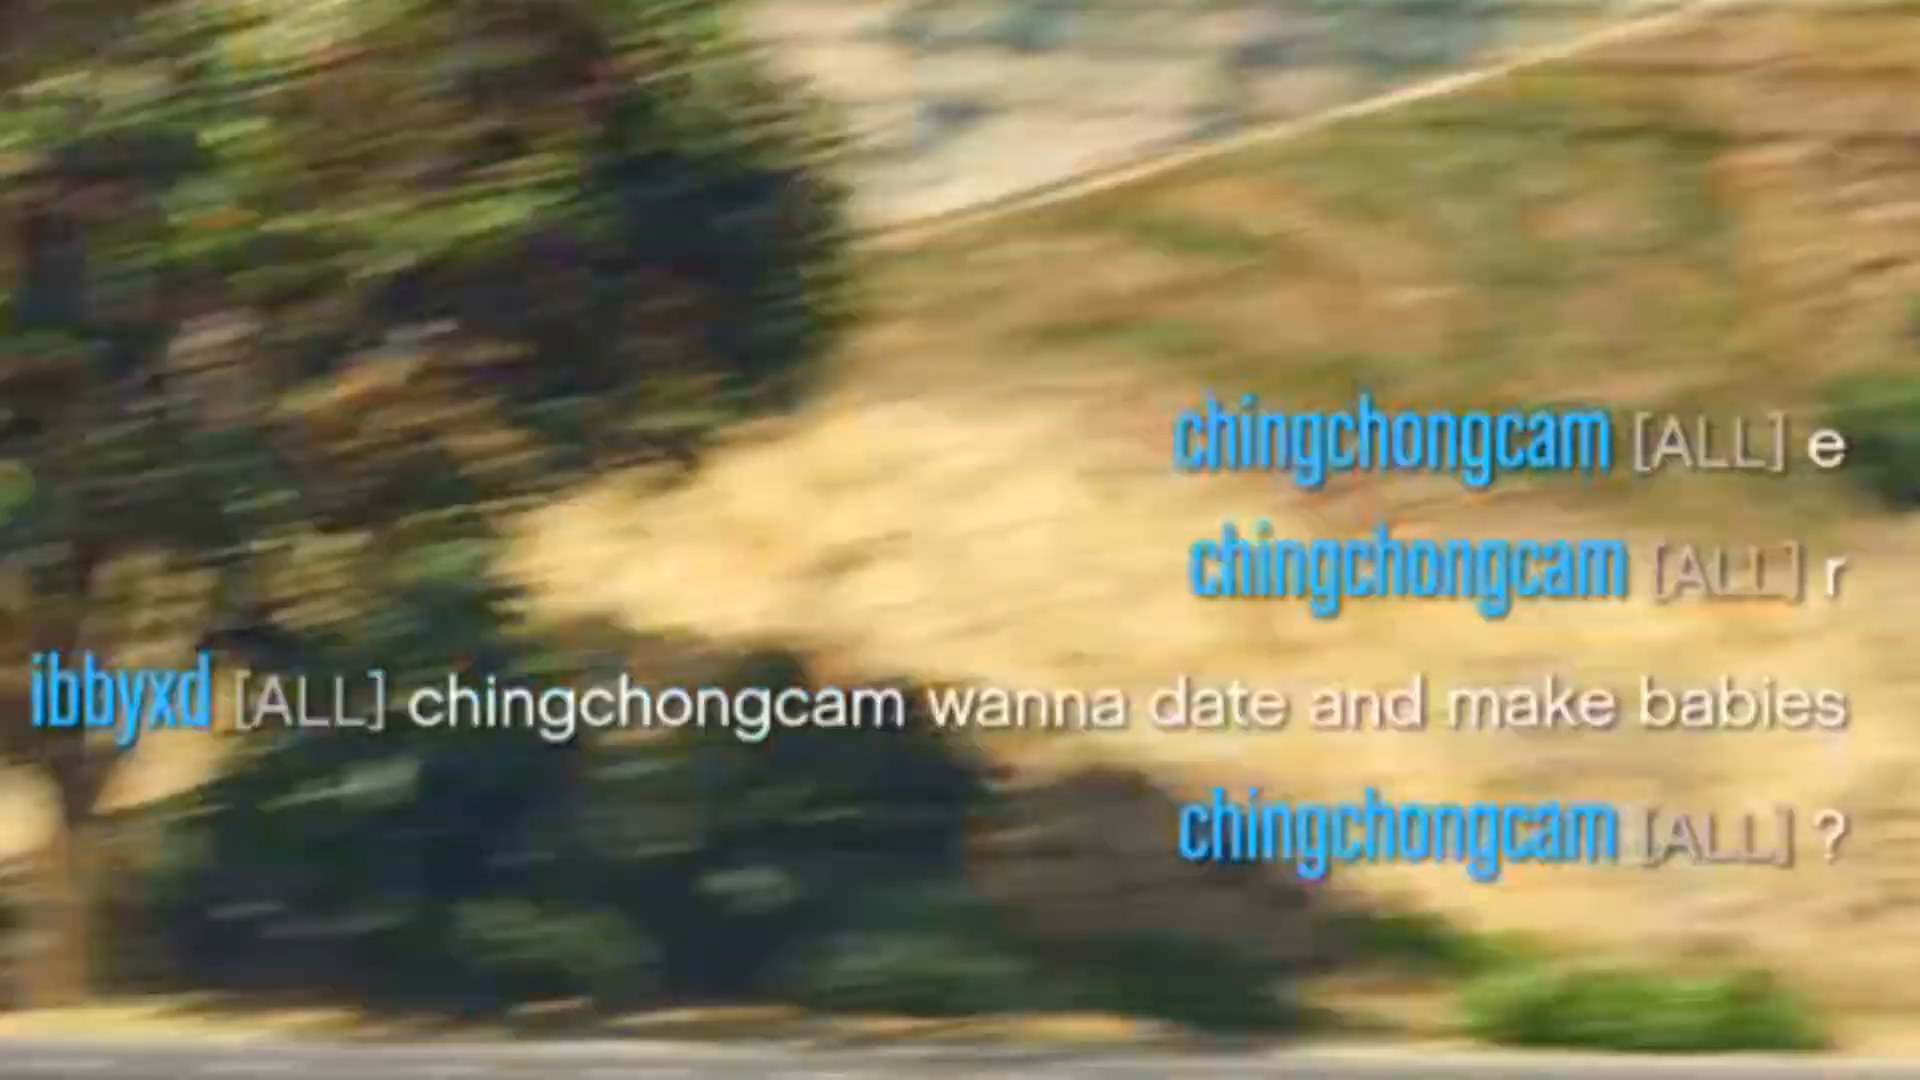 chingchongcam [ALL] e
chingchongcam [ALL] r
ibbyxd [ALL] chingchongcam wanna date and make babies
chingchongcam [ALL] ?